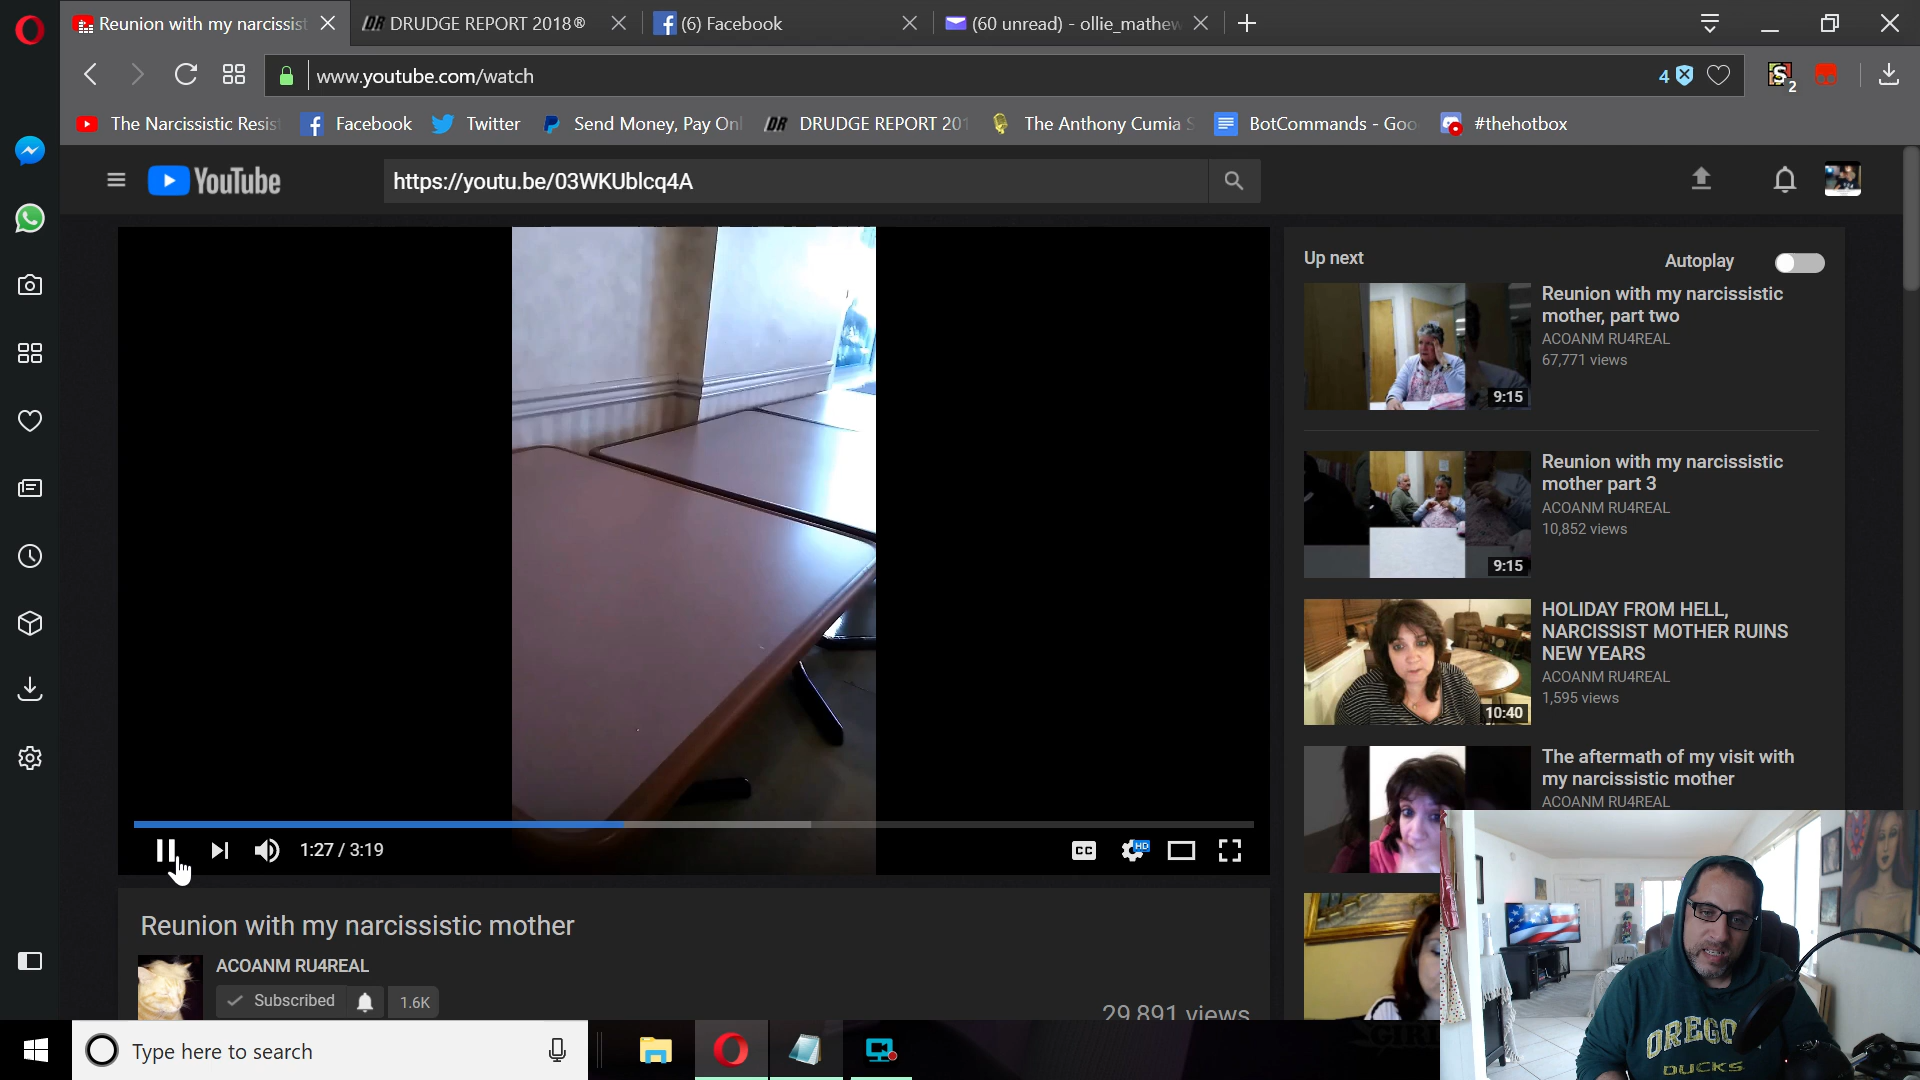 Reunion with my narcissist
DRUDGE REPORT 2018®
(6) Facebook
(60 unread) - ollie_mathew
www.youtube.com/watch
4
2
The Narcissistic Resis
Facebook
Twitter
Send Money, Pay Onl
DRUDGE REPORT 201
The Anthony Cumia S
BotCommands - Goo
#thehotbox
YouTube
https://youtu.be/03WKUblcq4A
Up next
Autoplay
Reunion with my narcissistic
mother, part two
ACOANM RU4REAL
67,771 views
9:15
Reunion with my narcissistic
mother part 3
ACOANM RU4REAL
10,852 views
9:15
HOLIDAY FROM HELL,
NARCISSIST MOTHER RUINS
NEW YEARS
ACOANM RU4REAL
1,595 views
10:40
The aftermath of my visit with
my narcissistic mother
ACOANM RU4REAL
1:27 / 3:19
CC
HD
Reunion with my narcissistic mother
ACOANM RU4REAL
Subscribed
1.6K
29,891 views
Type here to search
OREGO
DUCKS